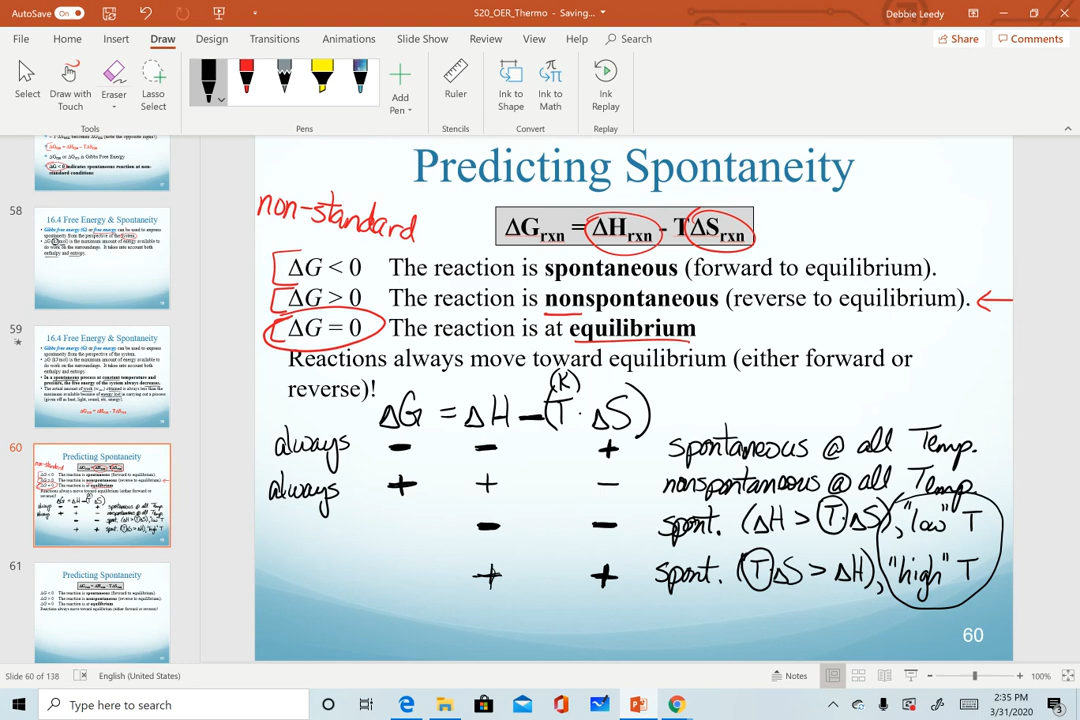 AutoSave On
S20_OER_Thermo - Saving...
Debbie Leedy
File Home Insert Draw Design Transitions Animations Slide Show Review View Help Search
Share Comments
Select
Draw with Touch
Eraser
Lasso Select
Add Pen
Ruler
Ink to Shape
Ink to Math
Ink Replay
Tools
Pens
Stencils
Convert
Replay
58
16.4 Free Energy & Spontaneity
59
16.4 Free Energy & Spontaneity
60
Predicting Spontaneity
61
Predicting Spontaneity
Predicting Spontaneity
non-standard
ΔGrxn = ΔHrxn - TΔSrxn
ΔG < 0 The reaction is spontaneous (forward to equilibrium).
ΔG > 0 The reaction is nonspontaneous (reverse to equilibrium). ←
ΔG = 0 The reaction is at equilibrium
Reactions always move toward equilibrium (either forward or
reverse)!
(K)
ΔG = ΔH - (T · ΔS)
always - - + spontaneous @ all Temp.
always + + - nonspontaneous @ all Temp.
- - spont. (ΔH > TΔS), "low" T
+ + spont. (TΔS > ΔH), "high" T
60
Slide 60 of 138
English (United States)
Notes
100%
Type here to search
2:35 PM
3/31/2020
3